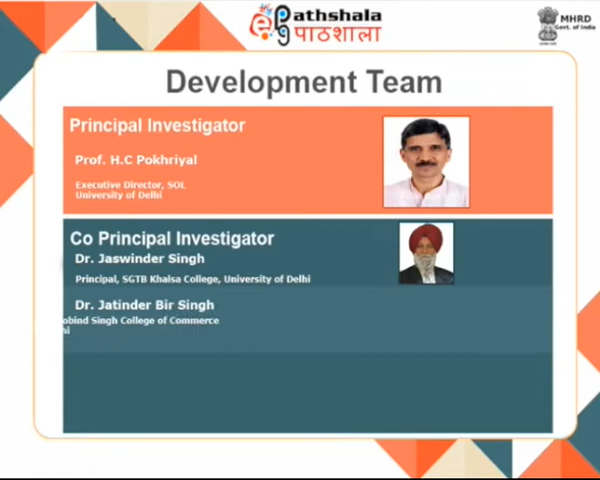 Pathshala
पाठशाला
MHRD
Govt. of India
Development Team
Principal Investigator
Prof. H.C Pokhriyal
Executive Director, SOL
University of Delhi
Co Principal Investigator
Dr. Jaswinder Singh
Principal, SGTB Khalsa College, University of Delhi
Dr. Jatinder Bir Singh
obind Singh College of Commerce
hi